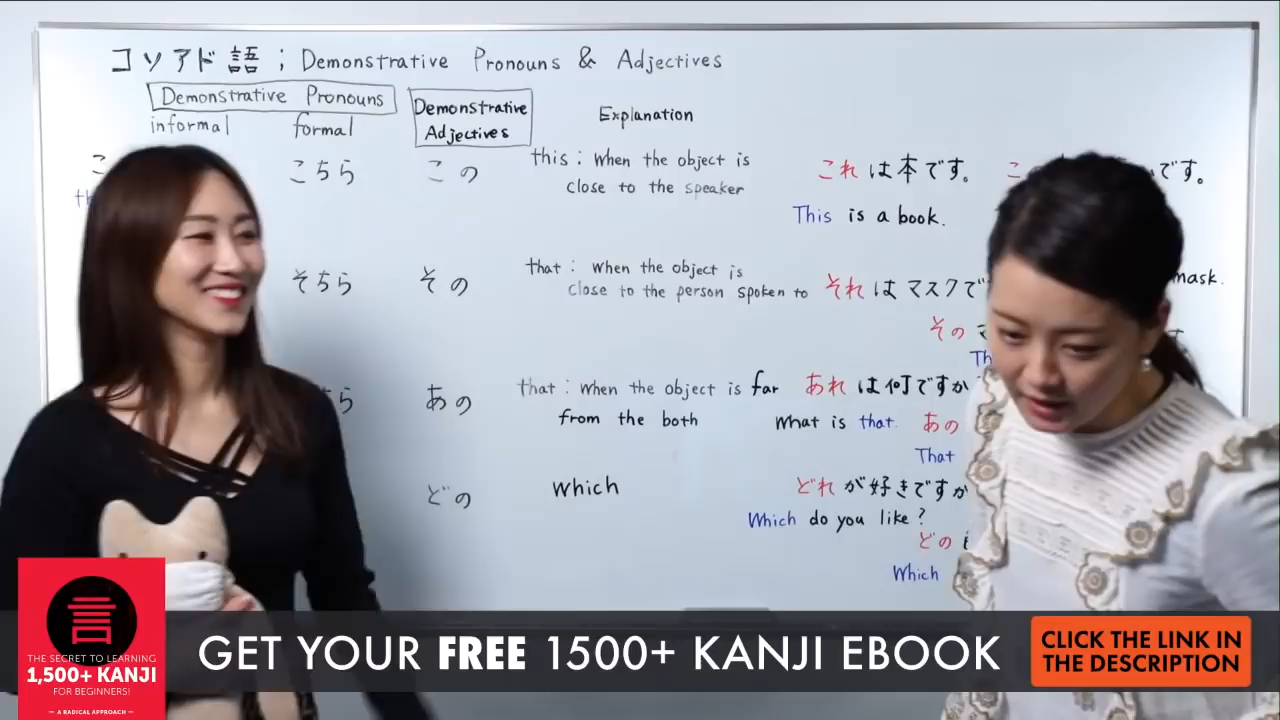 コソアド語 ; Demonstrative Pronouns & Adjectives
Demonstrative Pronouns
informal formal
Demonstrative
Adjectives
Explanation
こ こちら この this : When the object is
close to the speaker
これは本です。 こ です。
This is a book.
そちら その that : When the object is
close to the person spoken to
それはマスクで mask.
その
Th
ちら あの that : When the object is far
from the both
あれは何ですか
What is that. あの
That
どの which
どれが好きですか
Which do you like ?
どの
Which
言
THE SECRET TO LEARNING
1,500+ KANJI
FOR BEGINNERS!
— A RADICAL APPROACH —
GET YOUR FREE 1500+ KANJI EBOOK
CLICK THE LINK IN
THE DESCRIPTION